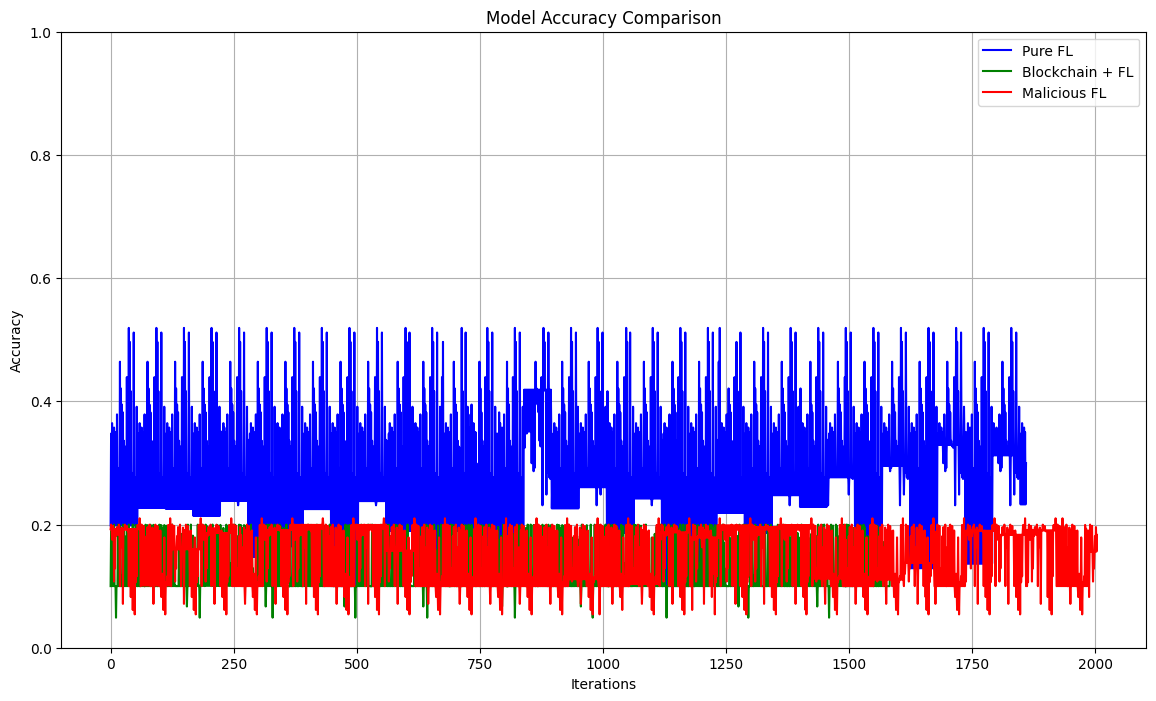 Model Accuracy Comparison
1.0
0.8
0.6
0.4
0.2
0.0
Accuracy
Pure FL
Blockchain + FL
Malicious FL
0 250 500 750 1000 1250 1500 1750 2000
Iterations